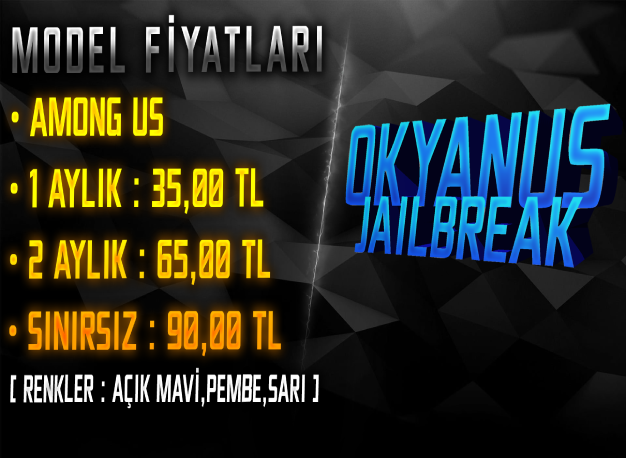 MODEL FİYATLARI
• AMONG US
• 1 AYLIK : 35,00 TL
• 2 AYLIK : 65,00 TL
• SINIRSIZ : 90,00 TL
[ RENKLER : AÇIK MAVİ,PEMBE,SARI ]
OKYANUS
JAILBREAK